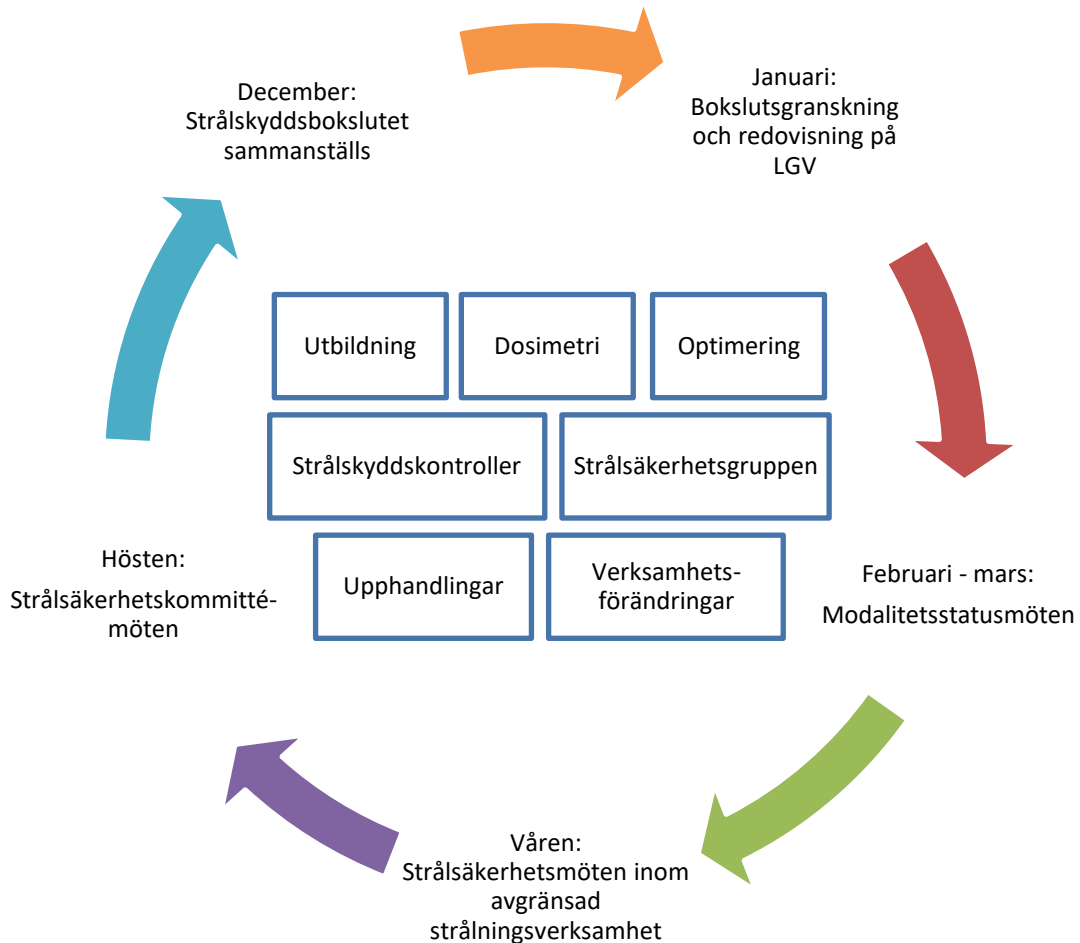 December:
Strålskyddsbokslutet
sammanställs
Januari:
Bokslutsgranskning
och redovisning på
LGV
Utbildning
Dosimetri
Optimering
Strålskyddskontroller
Strålsäkerhetsgruppen
Upphandlingar
Verksamhets-
förändringar
Hösten:
Strålsäkerhetskommitté-
möten
Februari - mars:
Modalitetsstatusmöten
Våren:
Strålsäkerhetsmöten inom
avgränsad
strålningsverksamhet